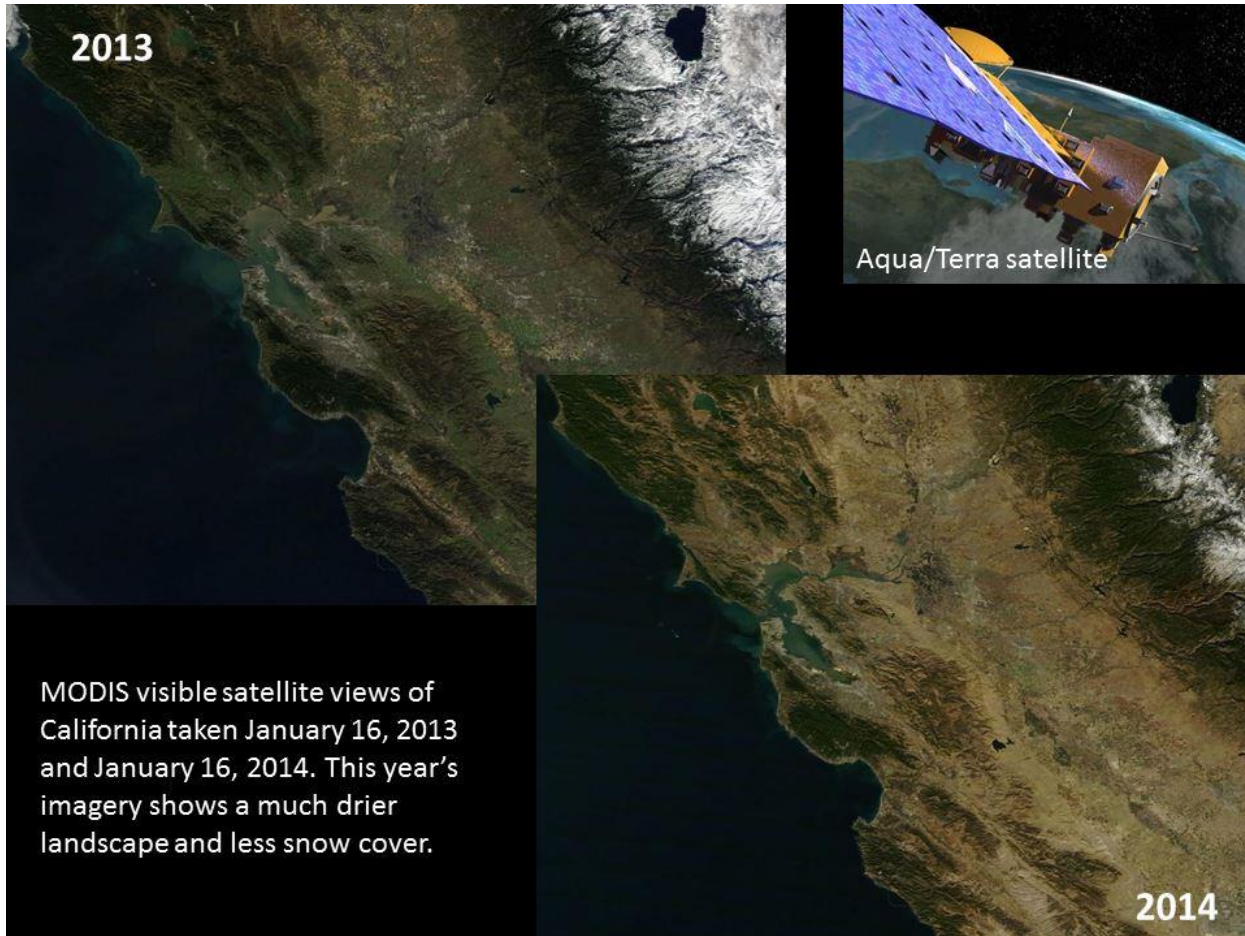 2013
Aqua/Terra satellite
MODIS visible satellite views of
California taken January 16, 2013
and January 16, 2014. This year’s
imagery shows a much drier
landscape and less snow cover.
2014